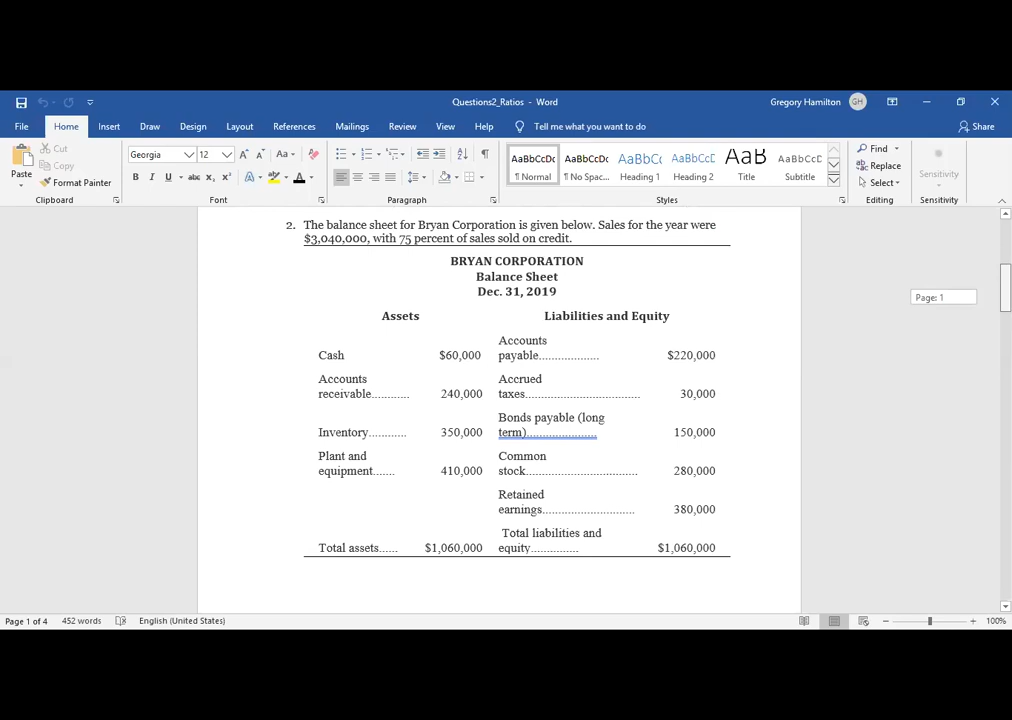 Questions2_Ratios - Word
Gregory Hamilton
GH
File Home Insert Draw Design Layout References Mailings Review View Help Tell me what you want to do Share
Paste
Cut
Copy
Format Painter
Clipboard
Georgia 12 A A Aa A
B I U abc x₂ x² A A
Font
Paragraph
AaBbCcDc AaBbCcDc AaBbCc AaBbCcD AaB AaBbCcD
¶ Normal ¶ No Spac... Heading 1 Heading 2 Title Subtitle
Styles
Find
Replace
Select
Editing
Sensitivity
Sensitivity
2. The balance sheet for Bryan Corporation is given below. Sales for the year were
$3,040,000, with 75 percent of sales sold on credit.
BRYAN CORPORATION
Balance Sheet
Dec. 31, 2019
Page: 1
Assets Liabilities and Equity
Accounts
Cash $60,000 payable................... $220,000
Accounts Accrued
receivable............ 240,000 taxes.................................... 30,000
Bonds payable (long
Inventory............ 350,000 term)...................... 150,000
Plant and Common
equipment....... 410,000 stock................................... 280,000
Retained
earnings............................. 380,000
Total liabilities and
Total assets...... $1,060,000 equity............... $1,060,000
Page 1 of 4 452 words English (United States) 100%